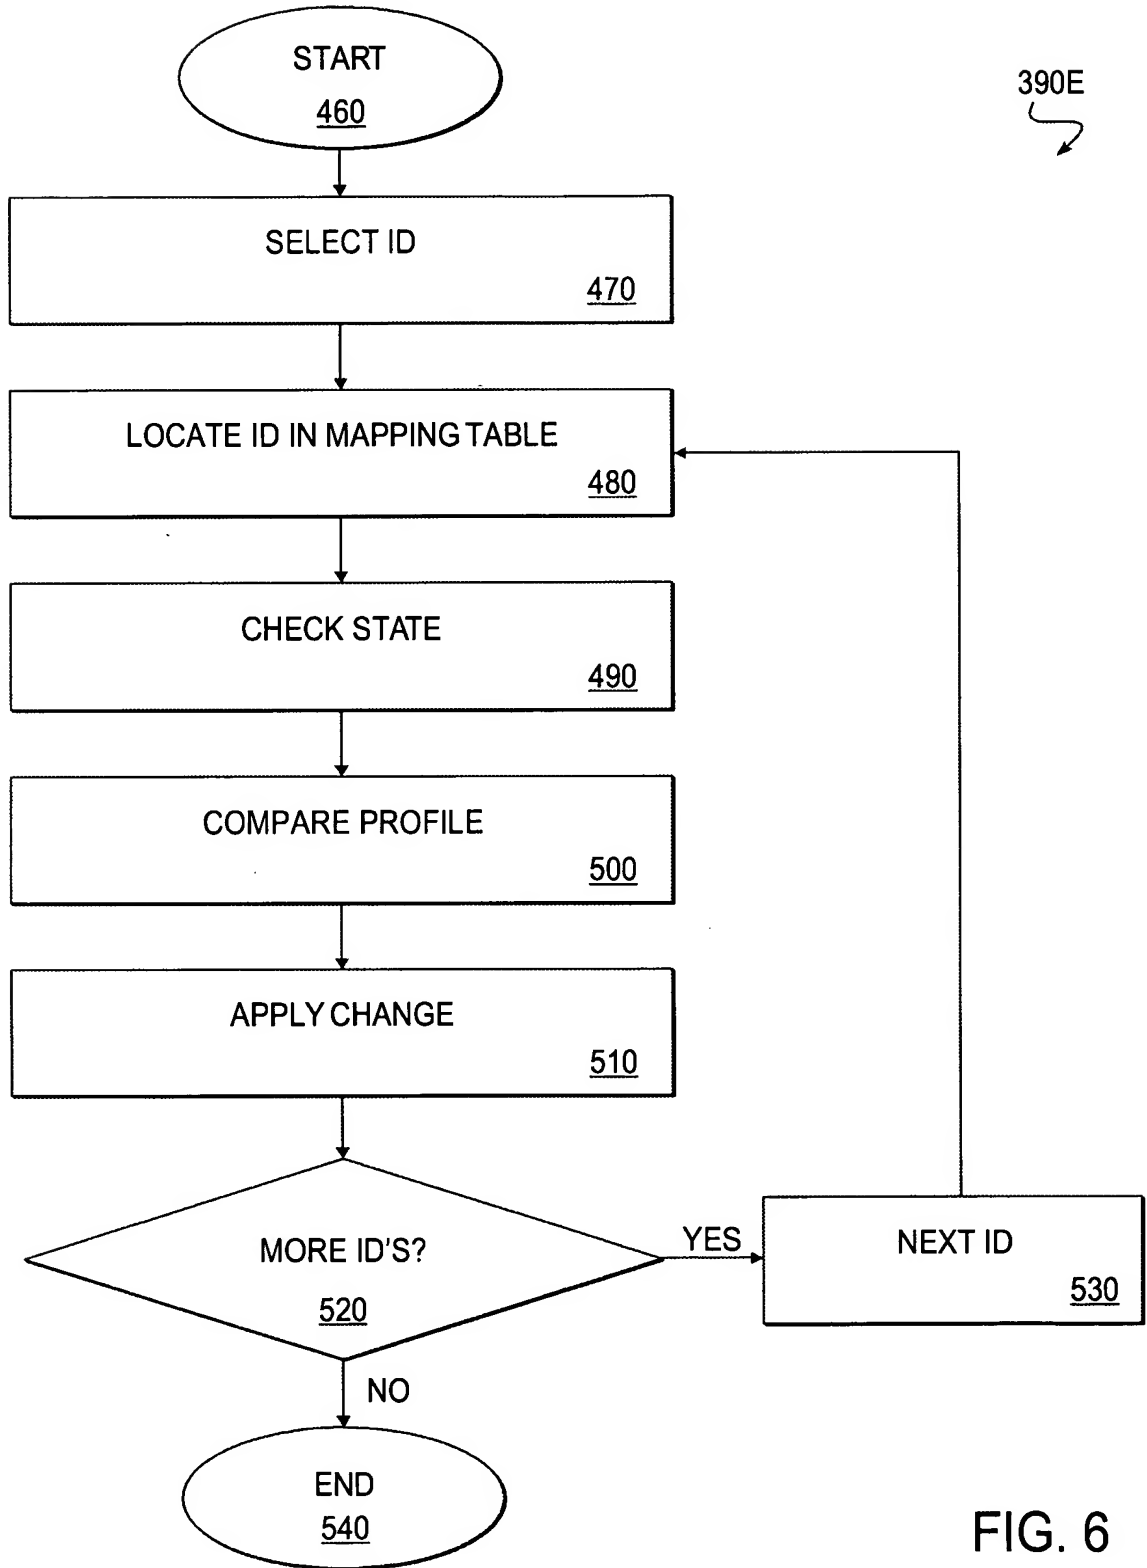 START
460
390E
SELECT ID
470
LOCATE ID IN MAPPING TABLE
480
CHECK STATE
490
COMPARE PROFILE
500
APPLY CHANGE
510
MORE ID'S?
520
YES
NEXT ID
530
NO
END
540
FIG. 6